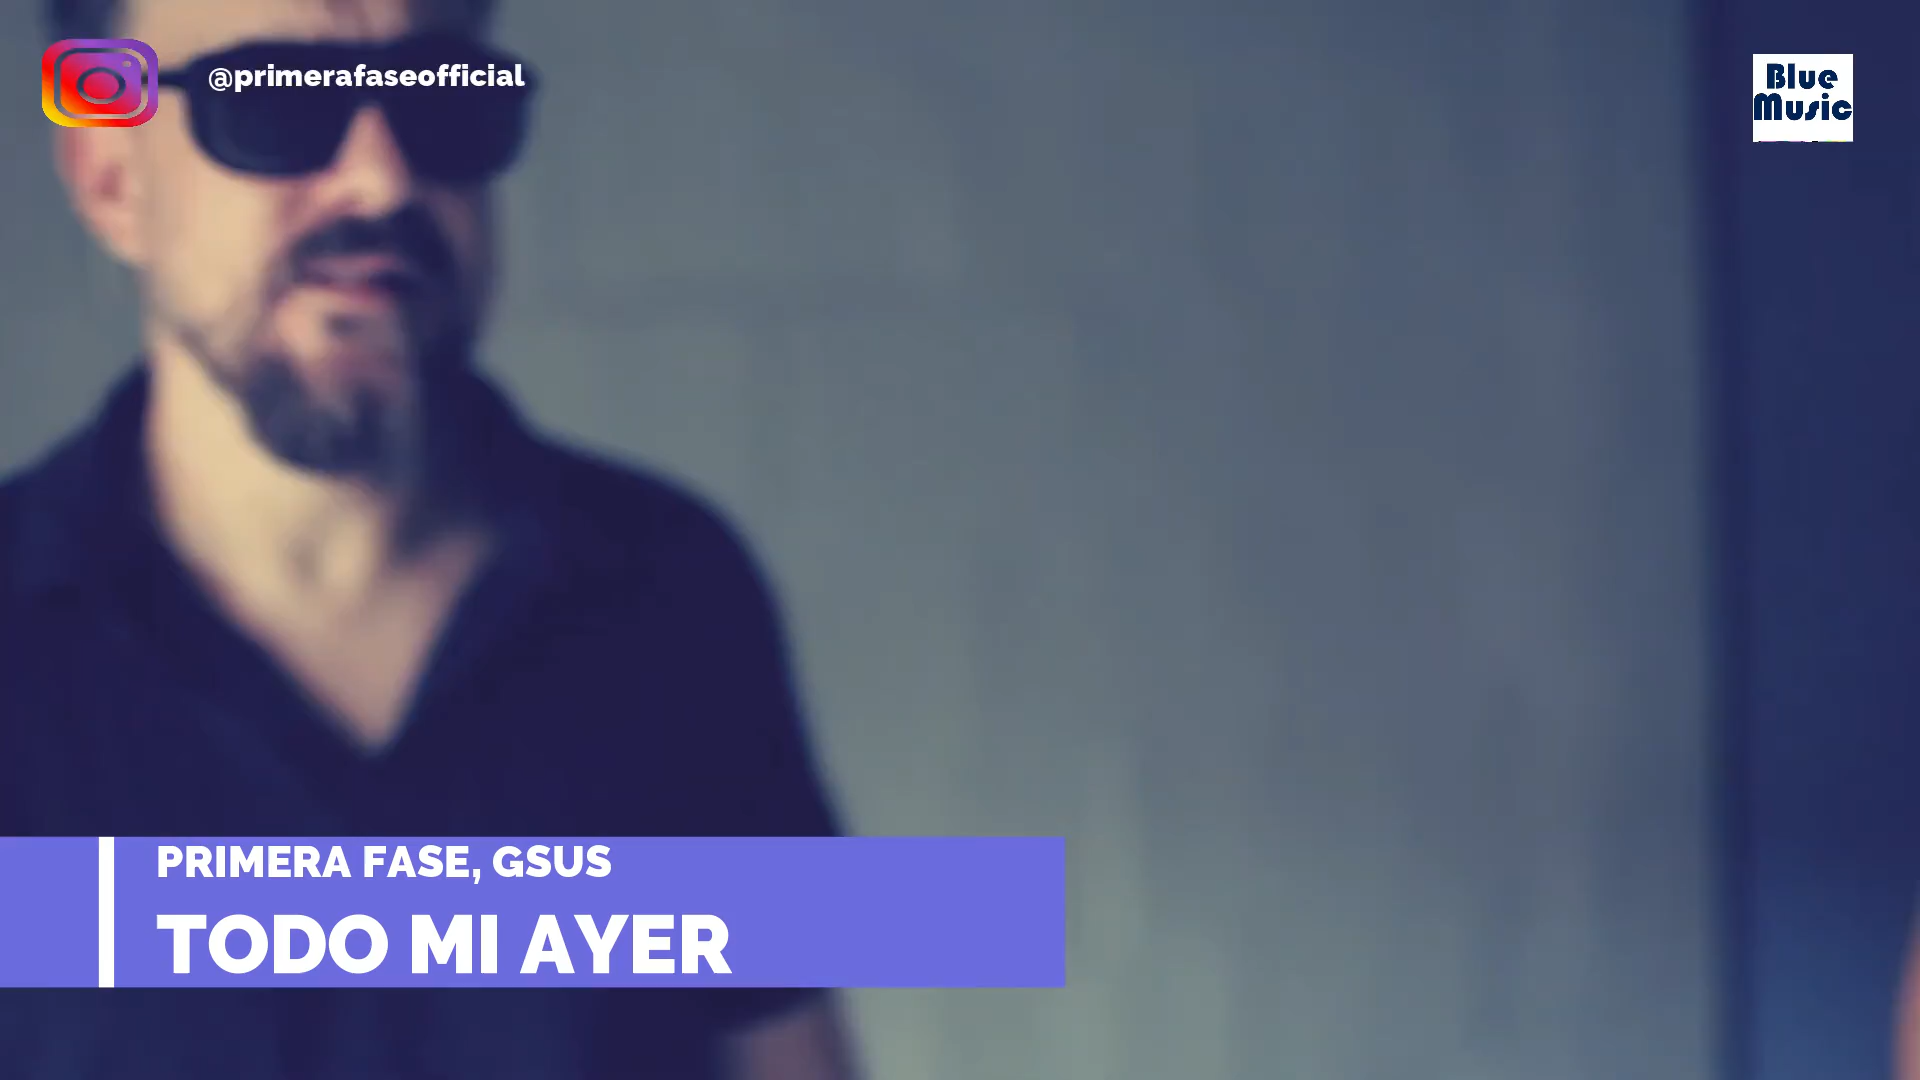 @primerafaseofficial
Blue
Music
PRIMERA FASE, GSUS
TODO MI AYER